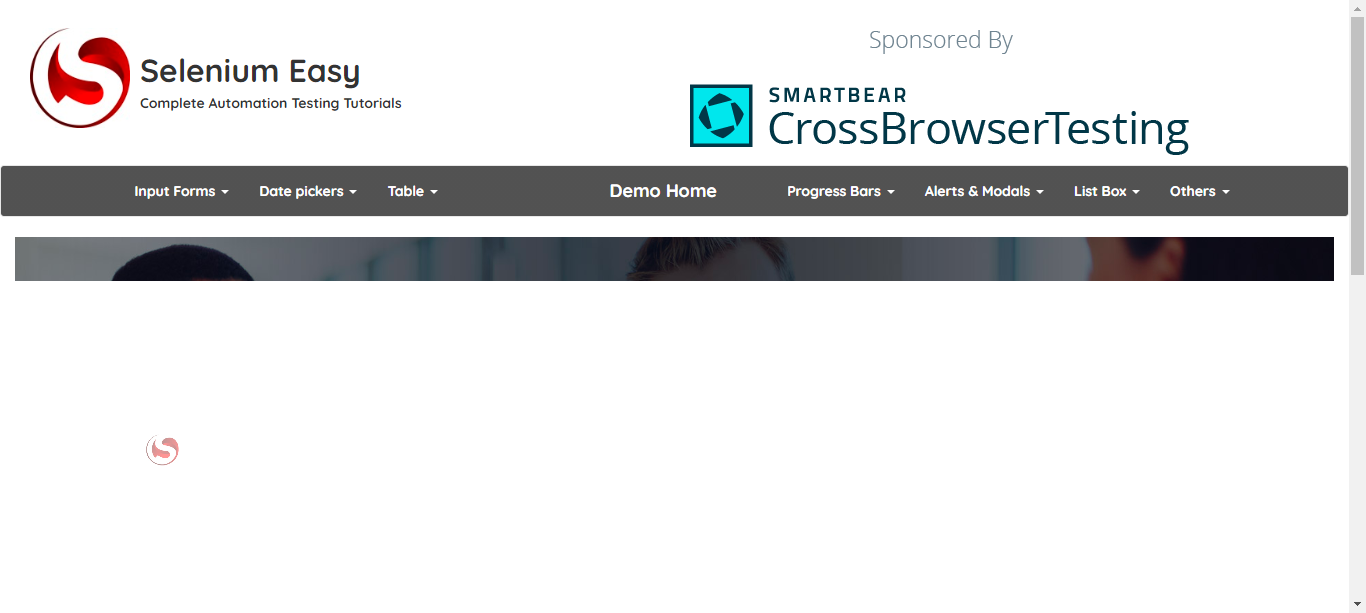 Selenium Easy
Complete Automation Testing Tutorials
Sponsored By
SMARTBEAR
CrossBrowserTesting
Input Forms
Date pickers
Table
Demo Home
Progress Bars
Alerts & Modals
List Box
Others